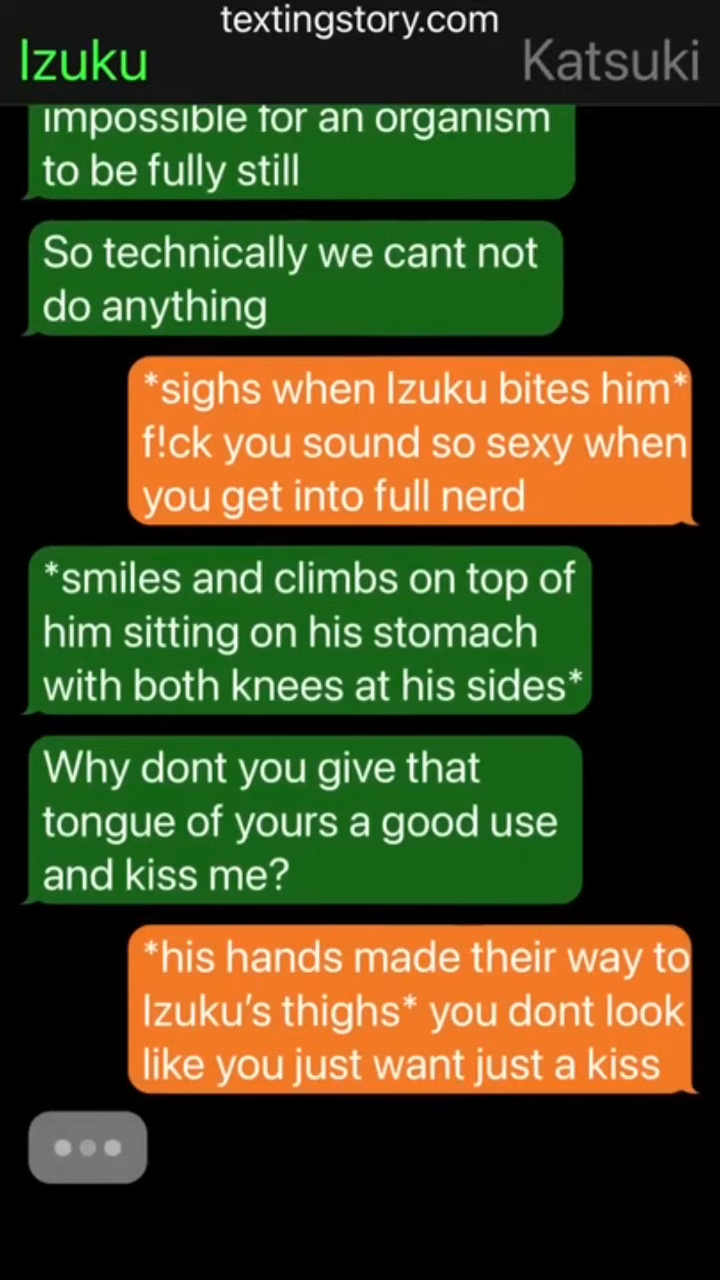 textingstory.com
Izuku
Katsuki
impossible for an organism
to be fully still
So technically we cant not
do anything
*sighs when Izuku bites him*
f!ck you sound so sexy when
you get into full nerd
*smiles and climbs on top of
him sitting on his stomach
with both knees at his sides*
Why dont you give that
tongue of yours a good use
and kiss me?
*his hands made their way to
Izuku's thighs* you dont look
like you just want just a kiss